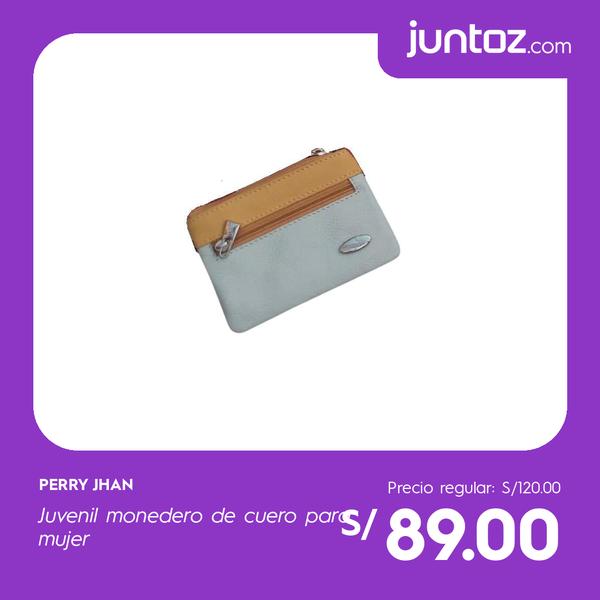 juntoz.com
PERRY JHAN
Juvenil monedero de cuero para
mujer
Precio regular: S/120.00
S/ 89.00